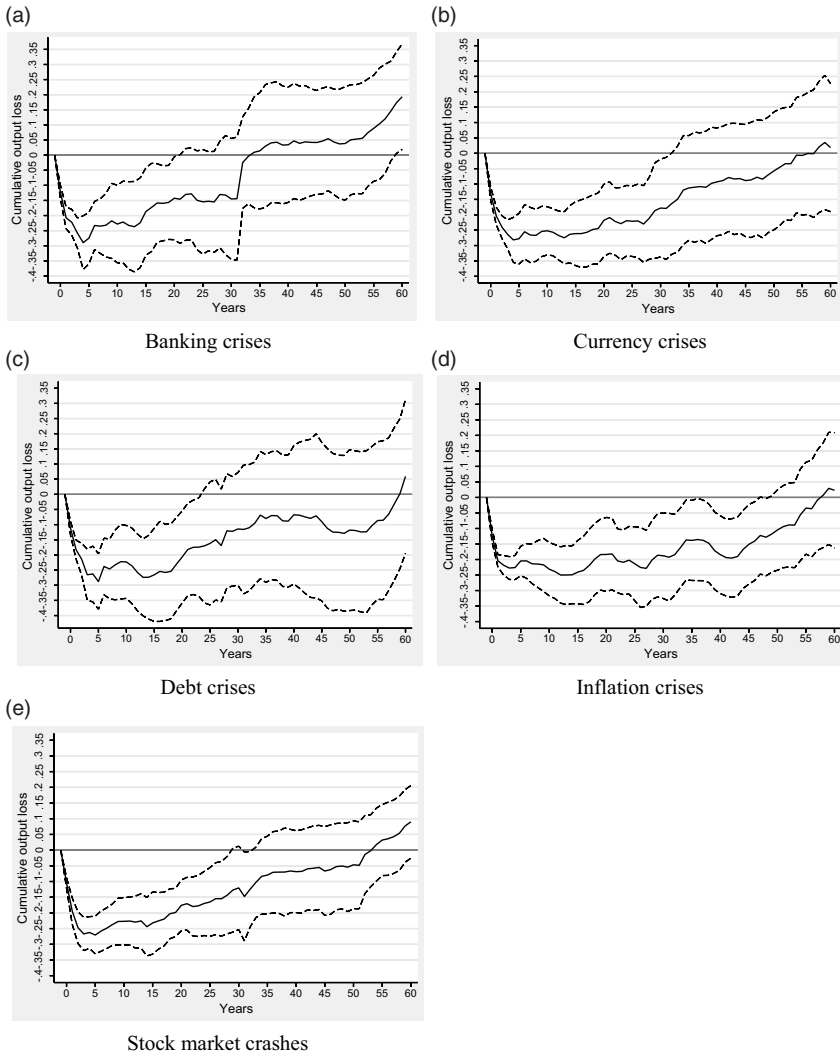 (a)
Cumulative output loss
-.4-.35-.3-.25-.2-.15-.1-.05 0 .05 .1 .15 .2 .25 .3 .35
0 5 10 15 20 25 30 35 40 45 50 55 60
Years
Banking crises
(b)
Cumulative output loss
-.4-.35-.3-.25-.2-.15-.1-.05 0 .05 .1 .15 .2 .25 .3 .35
0 5 10 15 20 25 30 35 40 45 50 55 60
Years
Currency crises
(c)
Cumulative output loss
-.4-.35-.3-.25-.2-.15-.1-.05 0 .05 .1 .15 .2 .25 .3 .35
0 5 10 15 20 25 30 35 40 45 50 55 60
Years
Debt crises
(d)
Cumulative output loss
-.4-.35-.3-.25-.2-.15-.1-.05 0 .05 .1 .15 .2 .25 .3 .35
0 5 10 15 20 25 30 35 40 45 50 55 60
Years
Inflation crises
(e)
Cumulative output loss
-.4-.35-.3-.25-.2-.15-.1-.05 0 .05 .1 .15 .2 .25 .3 .35
0 5 10 15 20 25 30 35 40 45 50 55 60
Years
Stock market crashes